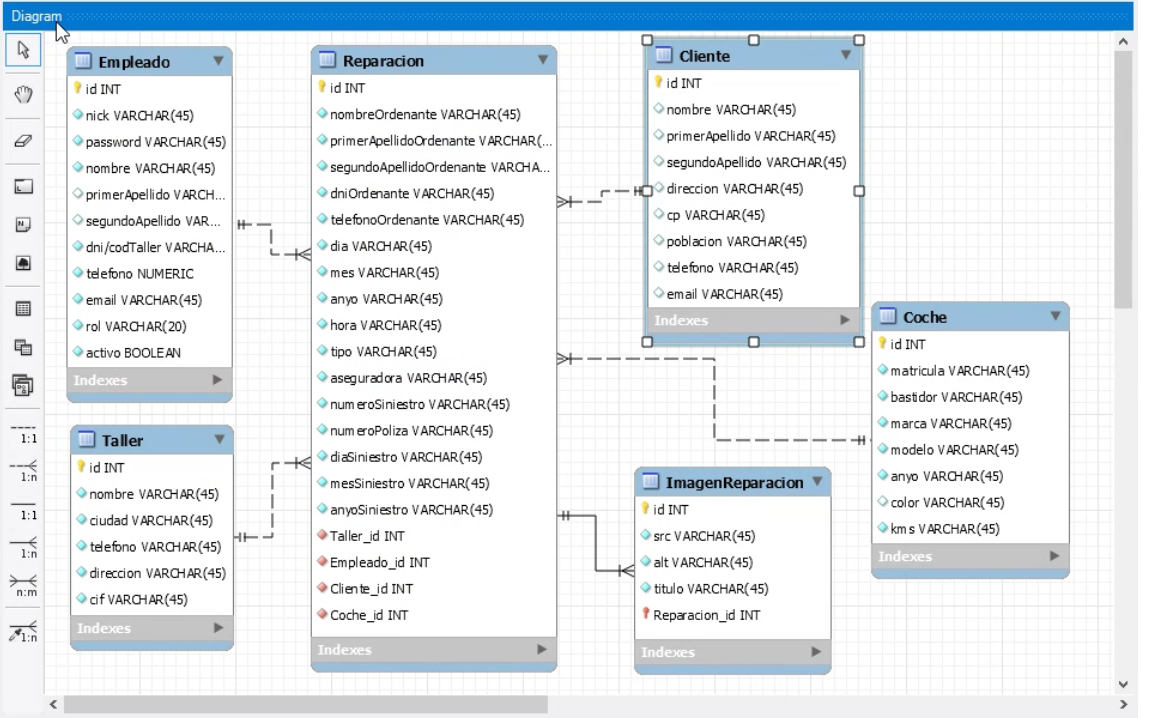 Diagram
Empleado
id INT
nick VARCHAR(45)
password VARCHAR(45)
nombre VARCHAR(45)
primerApellido VARCH...
segundoApellido VAR...
dni/codTaller VARCHA...
telefono NUMERIC
email VARCHAR(45)
rol VARCHAR(20)
activo BOOLEAN
Indexes
Taller
id INT
nombre VARCHAR(45)
ciudad VARCHAR(45)
telefono VARCHAR(45)
direccion VARCHAR(45)
cif VARCHAR(45)
Indexes
Reparacion
id INT
nombreOrdenante VARCHAR(45)
primerApellidoOrdenante VARCHAR(...
segundoApellidoOrdenante VARCHA...
dniOrdenante VARCHAR(45)
telefonoOrdenante VARCHAR(45)
dia VARCHAR(45)
mes VARCHAR(45)
anyo VARCHAR(45)
hora VARCHAR(45)
tipo VARCHAR(45)
aseguradora VARCHAR(45)
numeroSiniestro VARCHAR(45)
numeroPoliza VARCHAR(45)
diaSiniestro VARCHAR(45)
mesSiniestro VARCHAR(45)
anyoSiniestro VARCHAR(45)
Taller_id INT
Empleado_id INT
Cliente_id INT
Coche_id INT
Indexes
Cliente
id INT
nombre VARCHAR(45)
primerApellido VARCHAR(45)
segundoApellido VARCHAR(45)
direccion VARCHAR(45)
cp VARCHAR(45)
poblacion VARCHAR(45)
telefono VARCHAR(45)
email VARCHAR(45)
Indexes
Coche
id INT
matricula VARCHAR(45)
bastidor VARCHAR(45)
marca VARCHAR(45)
modelo VARCHAR(45)
anyo VARCHAR(45)
color VARCHAR(45)
kms VARCHAR(45)
Indexes
ImagenReparacion
id INT
src VARCHAR(45)
alt VARCHAR(45)
titulo VARCHAR(45)
Reparacion_id INT
Indexes
1:1
1:n
1:1
1:n
n:m
1:n